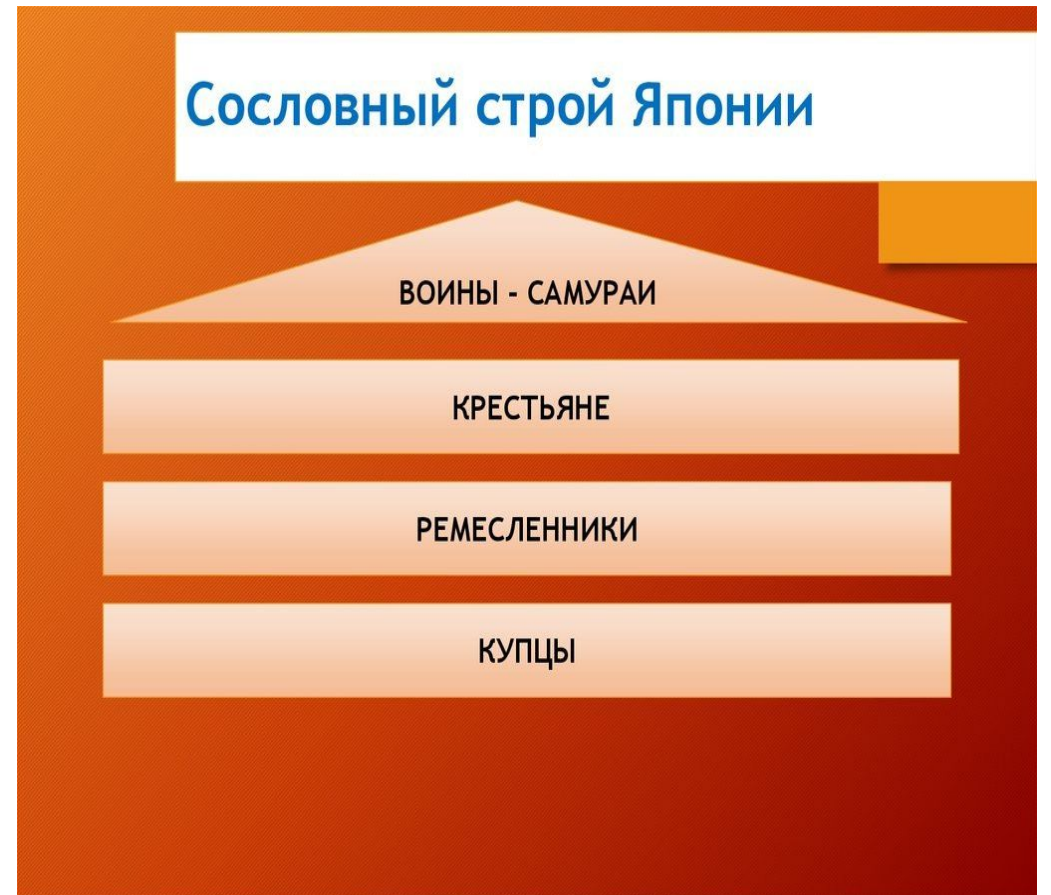 Сословный строй Японии
ВОИНЫ - САМУРАИ
КРЕСТЬЯНЕ
РЕМЕСЛЕННИКИ
КУПЦЫ